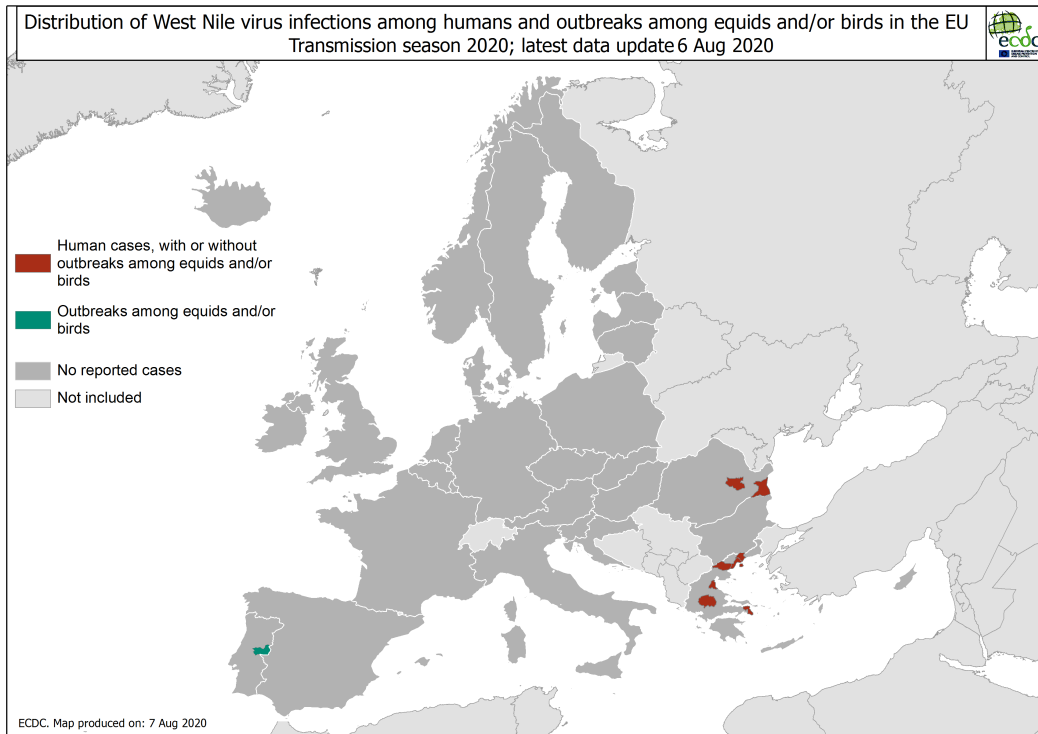 Distribution of West Nile virus infections among humans and outbreaks among equids and/or birds in the EU
Transmission season 2020; latest data update 6 Aug 2020
ecdc
Human cases, with or without
outbreaks among equids and/or
birds
Outbreaks among equids and/or
birds
No reported cases
Not included
ECDC. Map produced on: 7 Aug 2020